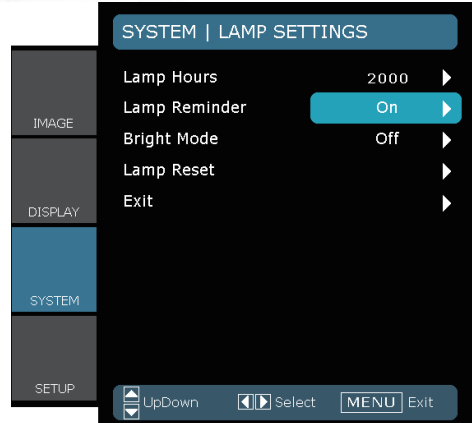 SYSTEM | LAMP SETTINGS
Lamp Hours 2000
Lamp Reminder On
Bright Mode Off
Lamp Reset
Exit
IMAGE
DISPLAY
SYSTEM
SETUP
UpDown Select MENU Exit